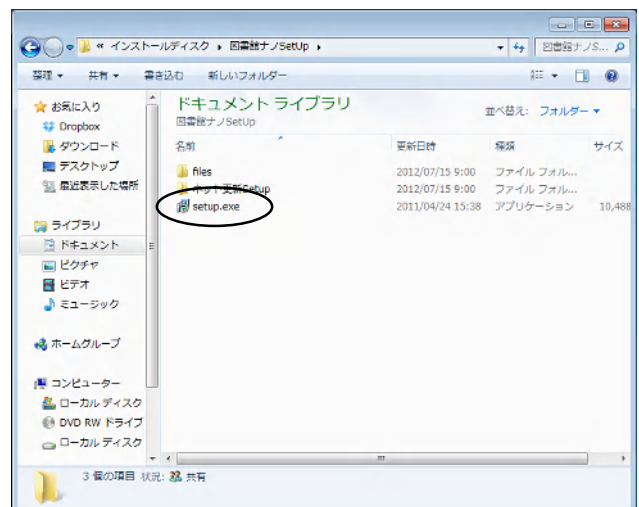 « インストールディスク ▸ 図書館ナノSetUp ▸
図書館ナノS...
整理 ▼ 共有 ▼ 書き込む 新しいフォルダー
お気に入り
Dropbox
ダウンロード
デスクトップ
最近表示した場所
ライブラリ
ドキュメント
ピクチャ
ビデオ
ミュージック
ホームグループ
コンピューター
ローカル ディスク
DVD RW ドライブ
ローカル ディスク
ドキュメント ライブラリ
図書館ナノSetUp
並べ替え: フォルダー ▼
名前 更新日時 種類 サイズ
files 2012/07/15 9:00 ファイル フォル...
ネット更新Setup 2012/07/15 9:00 ファイル フォル...
setup.exe 2011/04/24 15:38 アプリケーション 10,488
3 個の項目 状況: 共有